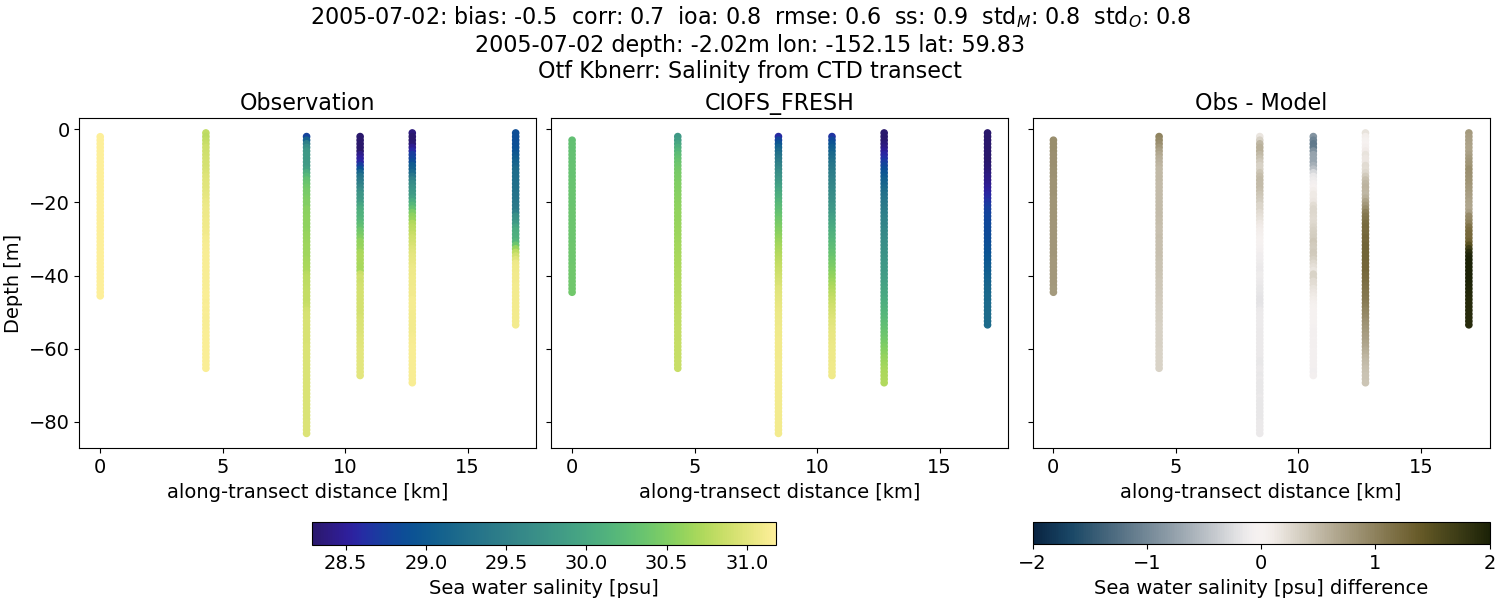 2005-07-02: bias: -0.5 corr: 0.7 ioa: 0.8 rmse: 0.6 ss: 0.9 std_M: 0.8 std_O: 0.8
2005-07-02 depth: -2.02m lon: -152.15 lat: 59.83
Otf Kbnerr: Salinity from CTD transect
Observation CIOFS_FRESH Obs - Model
Depth [m]
0
−20
−40
−60
−80
0 5 10 15 0 5 10 15 0 5 10 15
along-transect distance [km] along-transect distance [km] along-transect distance [km]
28.5 29.0 29.5 30.0 30.5 31.0 −2 −1 0 1 2
Sea water salinity [psu] Sea water salinity [psu] difference